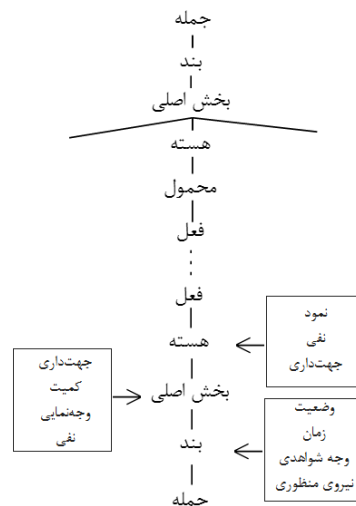 جمله
بند
بخش اصلی
هسته
محمول
فعل
فعل
هسته
نمود
نفی
جهت‌داری
جهت‌داری
کمیت
وجه‌نمایی
نفی
بخش اصلی
وضعیت
زمان
وجه شواهدی
نیروی منظوری
بند
جمله